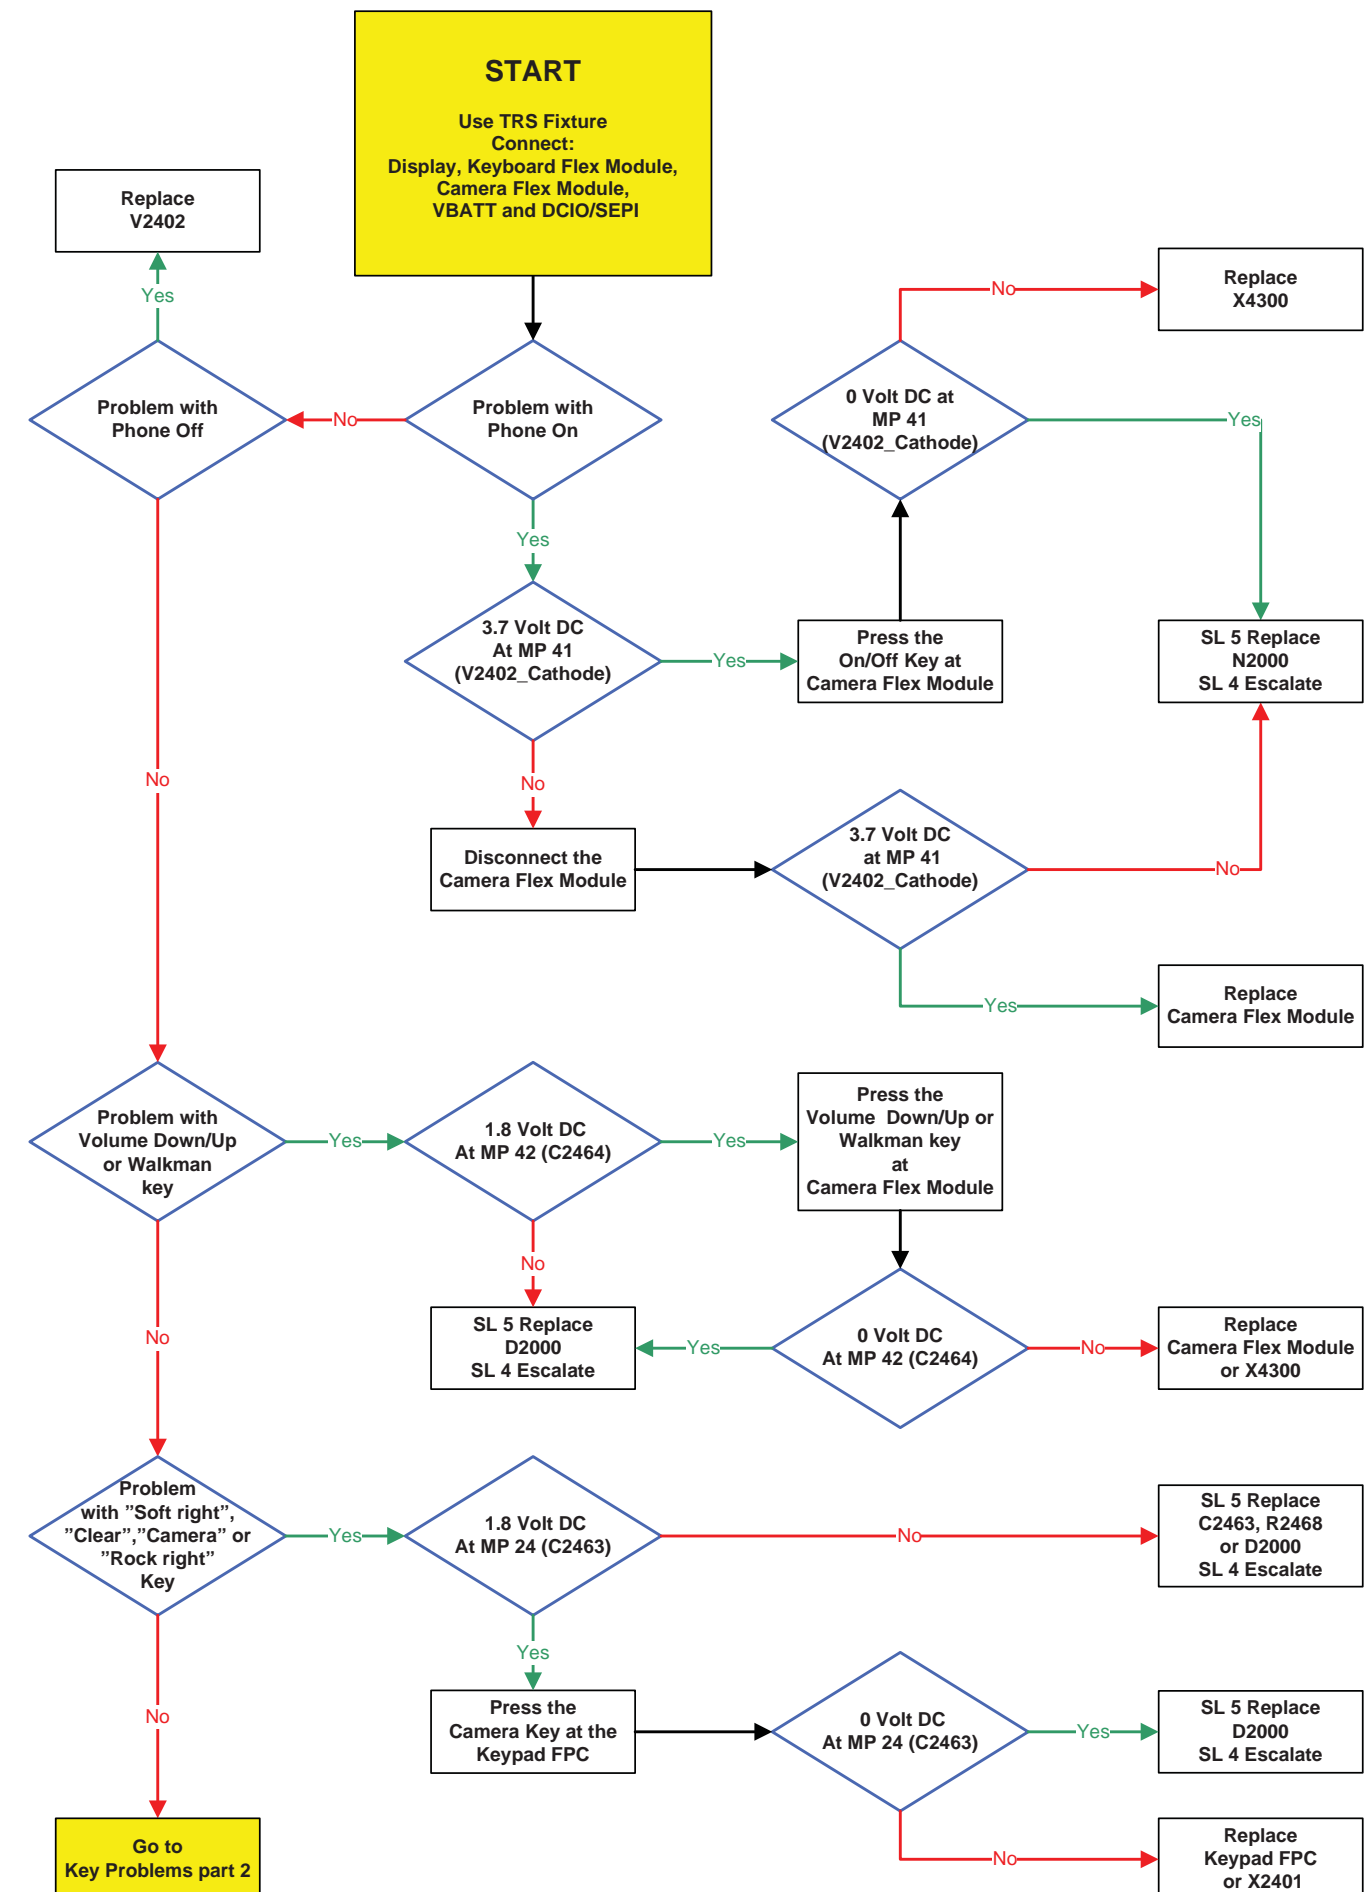 START
Use TRS Fixture
Connect:
Display, Keyboard Flex Module,
Camera Flex Module,
VBATT and DCIO/SEPI
Replace
V2402
Yes
Problem with
Phone Off
No
Problem with
Phone On
0 Volt DC at
MP 41
(V2402_Cathode)
No
Replace
X4300
Yes
Yes
3.7 Volt DC
At MP 41
(V2402_Cathode)
Yes
Press the
On/Off Key at
Camera Flex Module
SL 5 Replace
N2000
SL 4 Escalate
No
No
Disconnect the
Camera Flex Module
3.7 Volt DC
at MP 41
(V2402_Cathode)
No
Yes
Replace
Camera Flex Module
Problem with
Volume Down/Up
or Walkman
key
Yes
1.8 Volt DC
At MP 42 (C2464)
Yes
Press the
Volume  Down/Up or
Walkman key
at
Camera Flex Module
No
No
SL 5 Replace
D2000
SL 4 Escalate
Yes
0 Volt DC
At MP 42 (C2464)
No
Replace
Camera Flex Module
or X4300
Problem
with ”Soft right”,
”Clear”,“Camera” or
”Rock right”
Key
Yes
1.8 Volt DC
At MP 24 (C2463)
No
SL 5 Replace
C2463, R2468
or D2000
SL 4 Escalate
Yes
No
Press the
Camera Key at the
Keypad FPC
0 Volt DC
At MP 24 (C2463)
Yes
SL 5 Replace
D2000
SL 4 Escalate
Go to
Key Problems part 2
No
Replace
Keypad FPC
or X2401